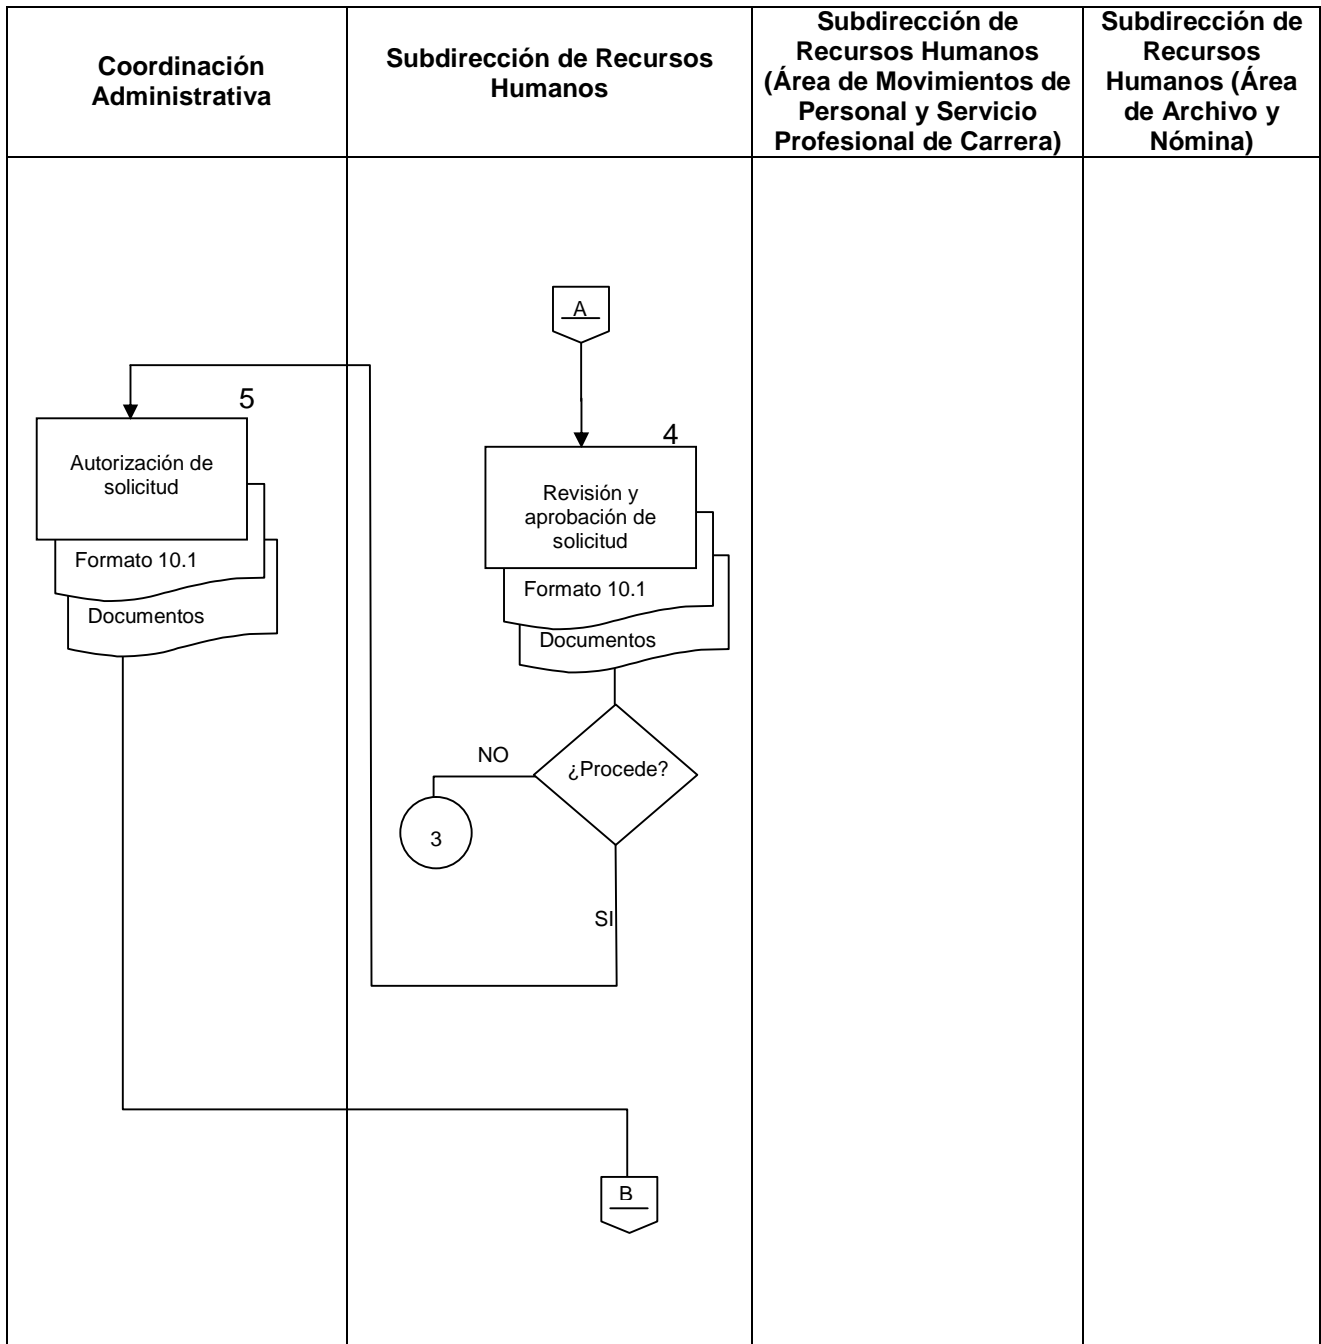 Coordinación
Administrativa
Subdirección de Recursos
Humanos
Subdirección de
Recursos Humanos
(Área de Movimientos de
Personal y Servicio
Profesional de Carrera)
Subdirección de
Recursos
Humanos (Área
de Archivo y
Nómina)
A
5
Autorización de
solicitud
Formato 10.1
Documentos
4
Revisión y
aprobación de
solicitud
Formato 10.1
Documentos
¿Procede?
NO
3
SI
B